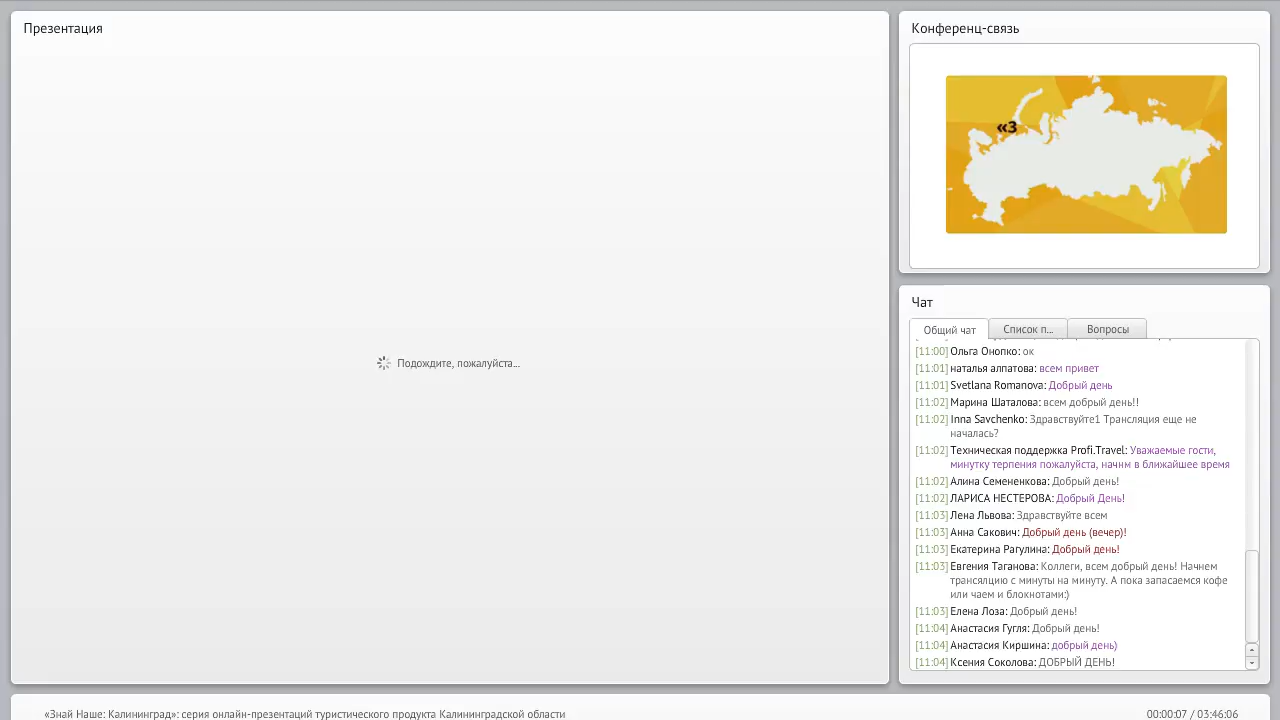 Презентация
Подождите, пожалуйста...
Конференц-связь
«З
Чат
Общий чат
Список п...
Вопросы
[11:00] Ольга Онопко: ок
[11:01] наталья алпатова: всем привет
[11:01] Svetlana Romanova: Добрый день
[11:02] Марина Шаталова: всем добрый день!!
[11:02] Inna Savchenko: Здравствуйте1 Трансляция еще не
началась?
[11:02] Техническая поддержка Profi.Travel: Уважаемые гости,
минутку терпения пожалуйста, начнм в ближайшее время
[11:02] Алина Семененкова: Добрый день!
[11:02] ЛАРИСА НЕСТЕРОВА: Добрый День!
[11:03] Лена Львова: Здравствуйте всем
[11:03] Анна Сакович: Добрый день (вечер)!
[11:03] Екатерина Рагулина: Добрый день!
[11:03] Евгения Таганова: Коллеги, всем добрый день! Начнем
трансялцию с минуты на минуту. А пока запасаемся кофе
или чаем и блокнотами:)
[11:03] Елена Лоза: Добрый день!
[11:04] Анастасия Гугля: Добрый день!
[11:04] Анастасия Киршина: добрый день)
[11:04] Ксения Соколова: ДОБРЫЙ ДЕНЬ!
«Знай Наше: Калининград»: серия онлайн-презентаций туристического продукта Калининградской области
00:00:07 / 03:46:06